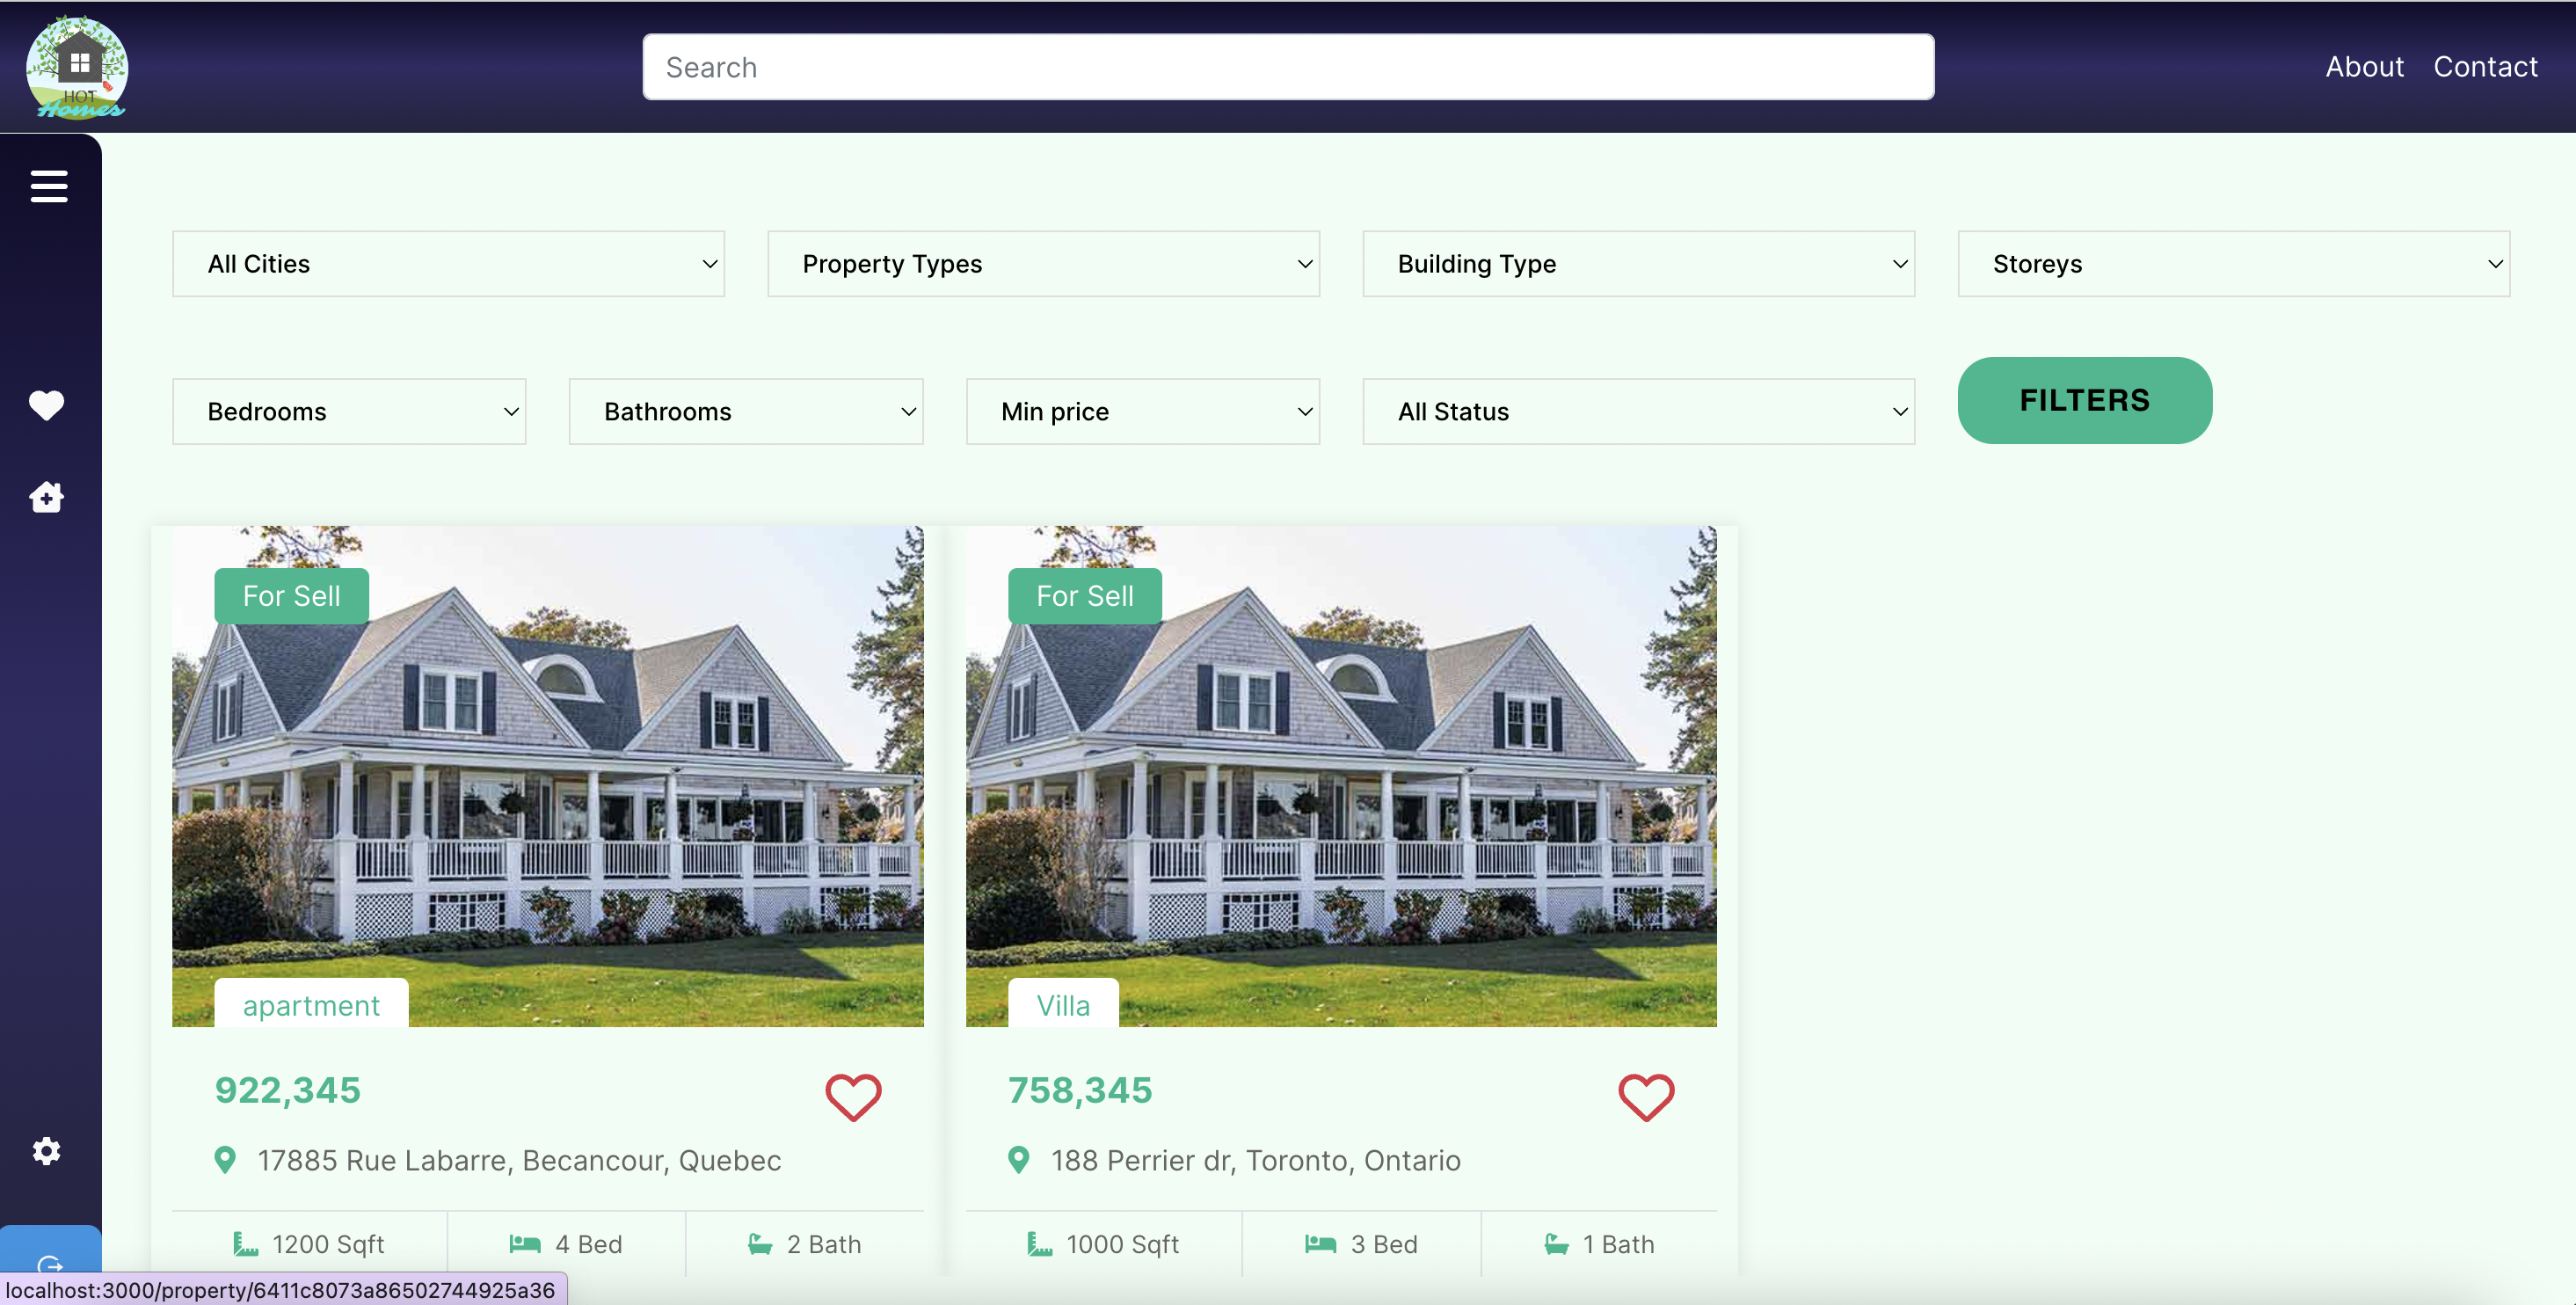 HOT
Homes
Search
About Contact
All Cities Property Types Building Type Storeys
Bedrooms Bathrooms Min price All Status FILTERS
For Sell For Sell
apartment Villa
922,345 758,345
17885 Rue Labarre, Becancour, Quebec 188 Perrier dr, Toronto, Ontario
1200 Sqft 4 Bed 2 Bath 1000 Sqft 3 Bed 1 Bath
localhost:3000/property/6411c8073a86502744925a36